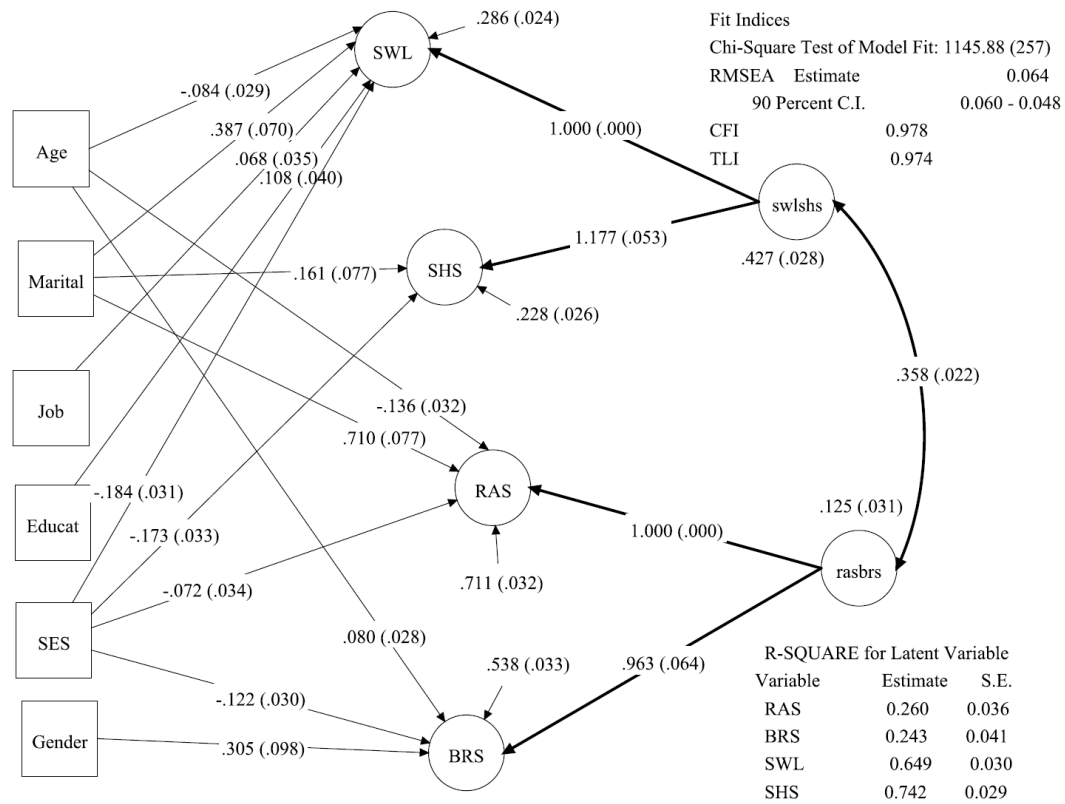 .286 (.024)
SWL
Fit Indices
Chi-Square Test of Model Fit: 1145.88 (257)
RMSEA Estimate 0.064
90 Percent C.I. 0.060 - 0.048
CFI 0.978
TLI 0.974
-.084 (.029)
.387 (.070)
.068 (.035)
.108 (.040)
1.000 (.000)
Age
swlshs
.427 (.028)
1.177 (.053)
Marital
.161 (.077)
SHS
.228 (.026)
.358 (.022)
Job
-.136 (.032)
.710 (.077)
-.184 (.031)
RAS
Educat
-.173 (.033)
.125 (.031)
1.000 (.000)
rasbrs
.711 (.032)
-.072 (.034)
SES
.080 (.028)
.538 (.033)
.963 (.064)
-.122 (.030)
Gender
.305 (.098)
BRS
R-SQUARE for Latent Variable
Variable Estimate S.E.
RAS 0.260 0.036
BRS 0.243 0.041
SWL 0.649 0.030
SHS 0.742 0.029